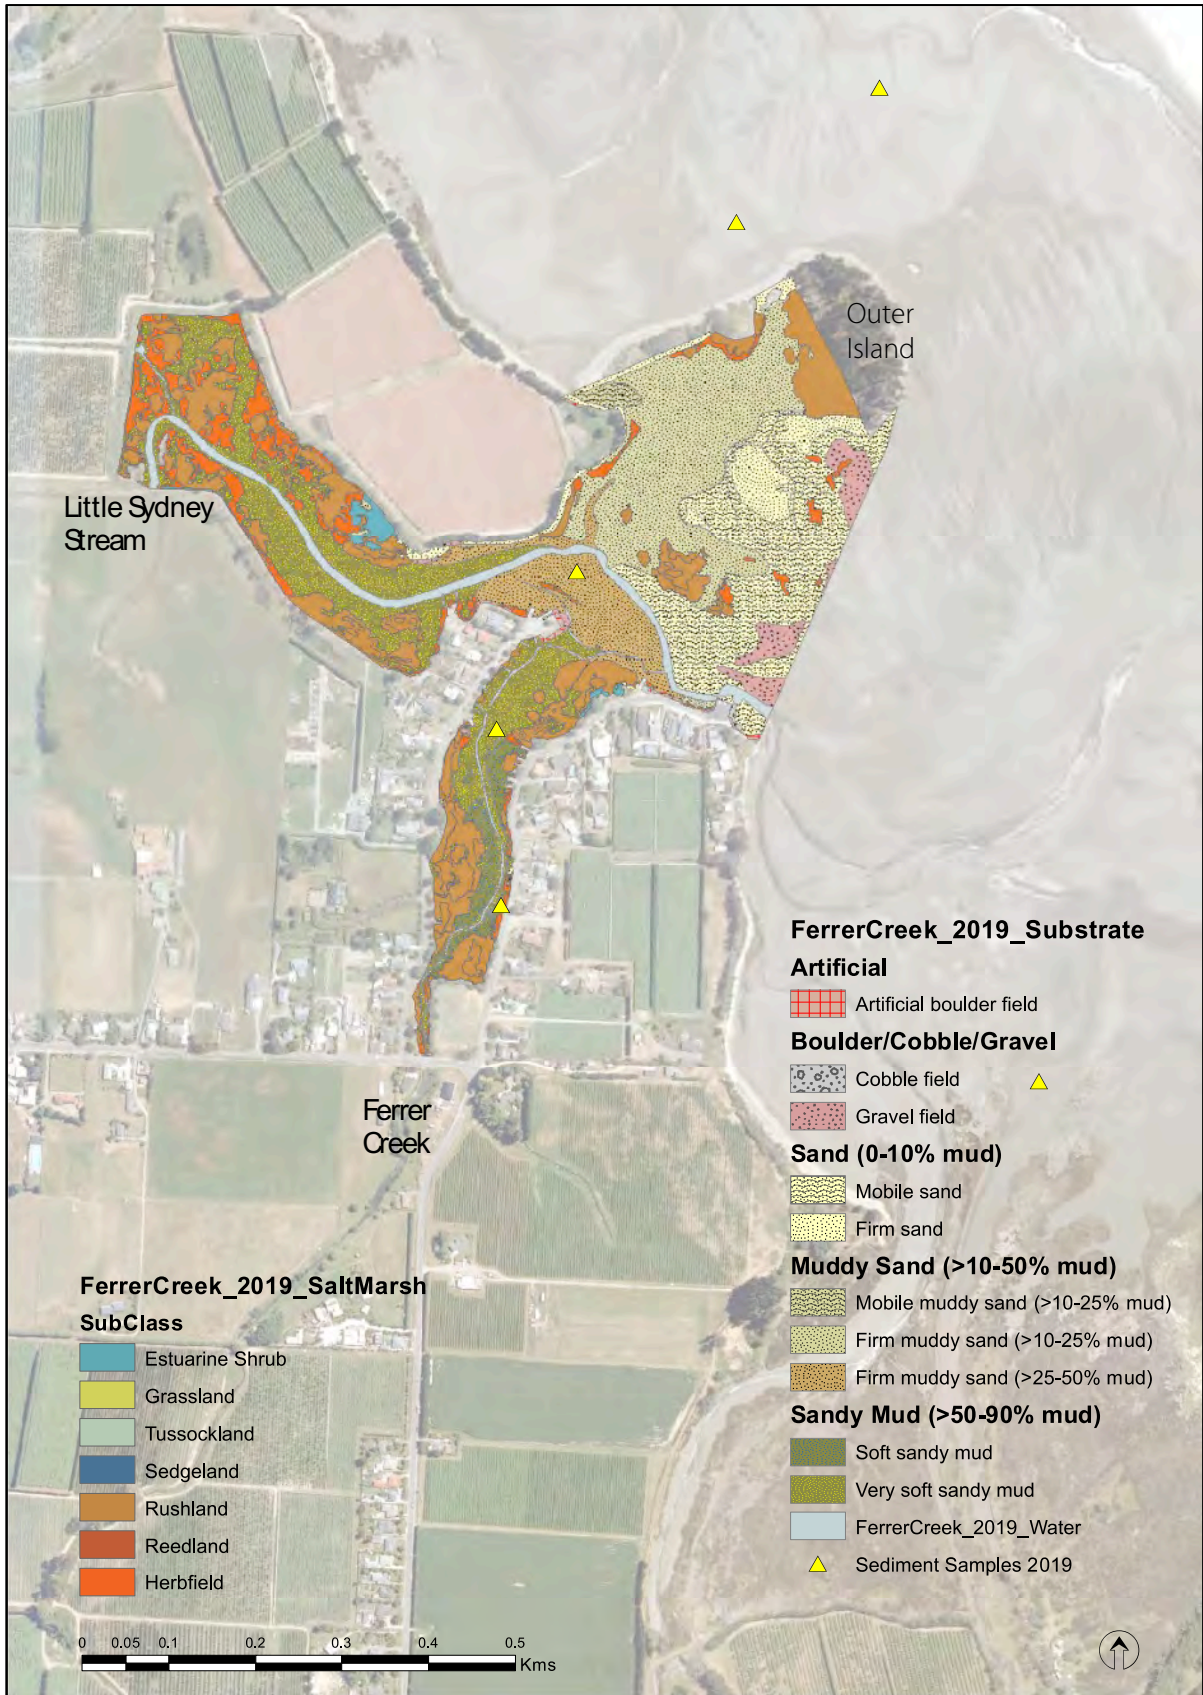 Outer
Island
Little Sydney
Stream
Ferrer
Creek
FerrerCreek_2019_Substrate
Artificial
Artificial boulder field
Boulder/Cobble/Gravel
Cobble field
Gravel field
Sand (0-10% mud)
Mobile sand
Firm sand
Muddy Sand (>10-50% mud)
Mobile muddy sand (>10-25% mud)
Firm muddy sand (>10-25% mud)
Firm muddy sand (>25-50% mud)
Sandy Mud (>50-90% mud)
Soft sandy mud
Very soft sandy mud
FerrerCreek_2019_Water
Sediment Samples 2019
FerrerCreek_2019_SaltMarsh
SubClass
Estuarine Shrub
Grassland
Tussockland
Sedgeland
Rushland
Reedland
Herbfield
0 0.05 0.1 0.2 0.3 0.4 0.5
Kms